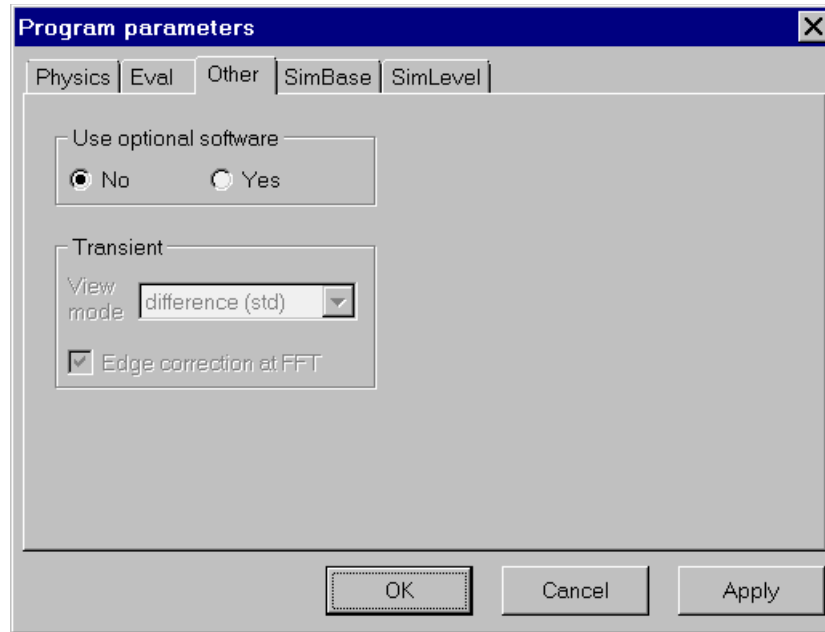 Program parameters
Physics Eval Other SimBase SimLevel
Use optional software
No Yes
Transient
View
mode
difference (std)
Edge correction at FFT
OK Cancel Apply